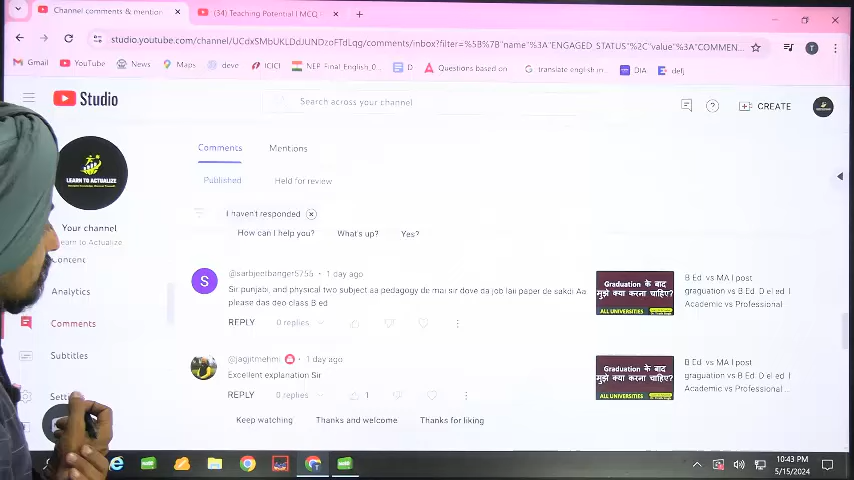 Channel comments & mention
(34) Teaching Potential | MCQ
studio.youtube.com/channel/UCdxSMbUKLDdJUNDzoFTdLqg/comments/inbox?filter=%5B%7B"name"%3A"ENGAGED_STATUS"%2C"value"%3A"COMMEN...
Gmail
YouTube
News
Maps
deve
ICICI
NEP_Final_English_0...
D
Questions based on
translate english in...
DIA
defj
Studio
Search across your channel
CREATE
LEARN TO ACTUALIZE
Your channel
Learn to Actualize
Content
Analytics
Comments
Subtitles
Comments
Mentions
Published
Held for review
I haven't responded
How can I help you?
What's up?
Yes?
S
@sarbjeetbanger5755 • 1 day ago
Sir punjabi, and physical two subject aa pedagogy de mai sir dove da job laii paper de sakdi Aa
please das deo class B ed
REPLY
0 replies
Graduation के बाद
मुझे क्या करना चाहिए?
ALL UNIVERSITIES
B Ed vs MA l post
graguation vs B Ed D el ed l
Academic vs Professional
@jagjitmehmi • 1 day ago
Excellent explanation Sir
REPLY
0 replies
1
Keep watching
Thanks and welcome
Thanks for liking
Graduation के बाद
मुझे क्या करना चाहिए?
ALL UNIVERSITIES
B Ed vs MA l post
graguation vs B Ed D el ed l
Academic vs Professional ...
10:43 PM
5/15/2024